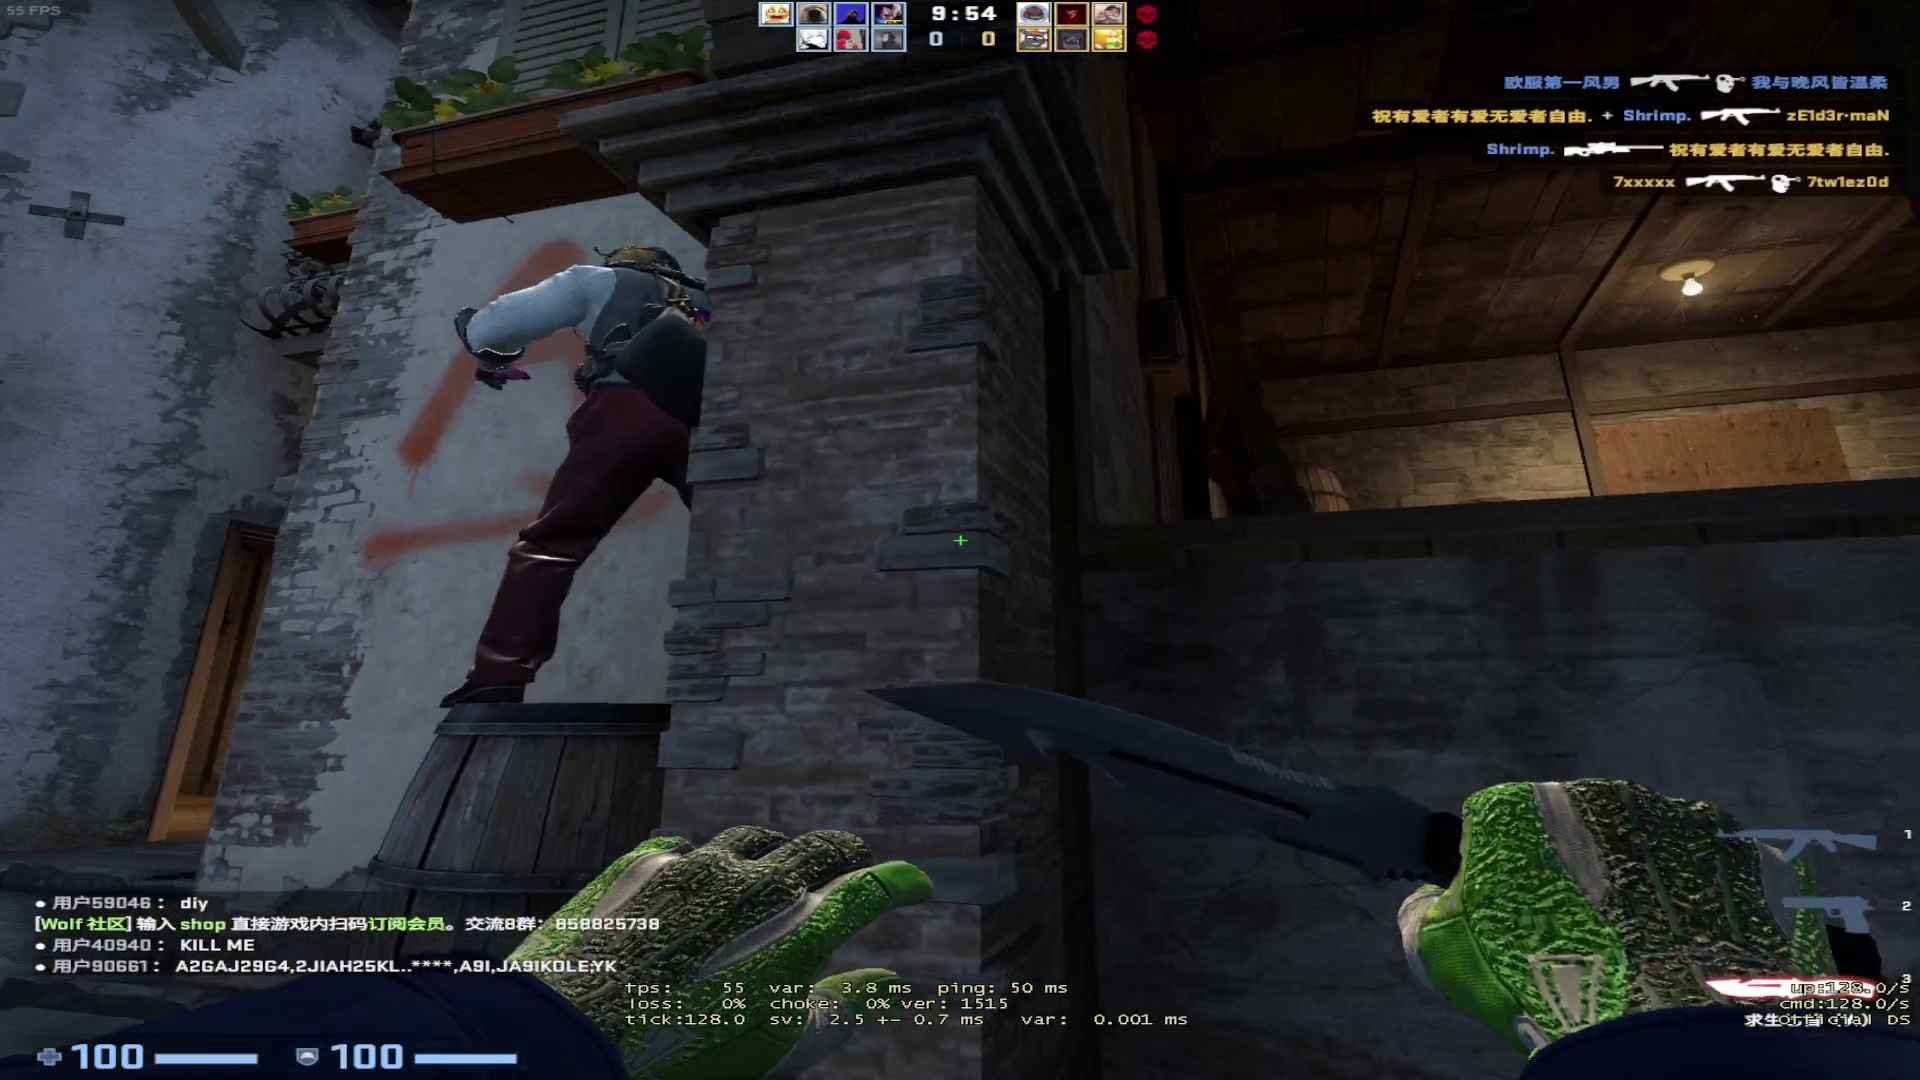 55 FPS
9:54
0 0
欧服第一风男 我与晚风皆温柔
祝有爱者有爱无爱者自由. + Shrimp. zE1d3r-maN
Shrimp. 祝有爱者有爱无爱者自由.
7xxxxx 7tw1ez0d
1
2
3
● 用户59046： diy
[Wolf 社区] 输入 shop 直接游戏内扫码订阅会员。交流8群：858825738
● 用户40940： KILL ME
● 用户90661： A2GAJ29G4,2JIAH25KL..****,A9I,JA9IKOLE;YK
fps: 55 var: 3.8 ms ping: 50 ms
loss: 0% choke: 0% ver: 1515
tick:128.0 sv: 2.5 +- 0.7 ms var: 0.001 ms
up:128.0/s
cmd:128.0/s
100 100